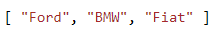 [ "Ford", "BMW", "Fiat" ]